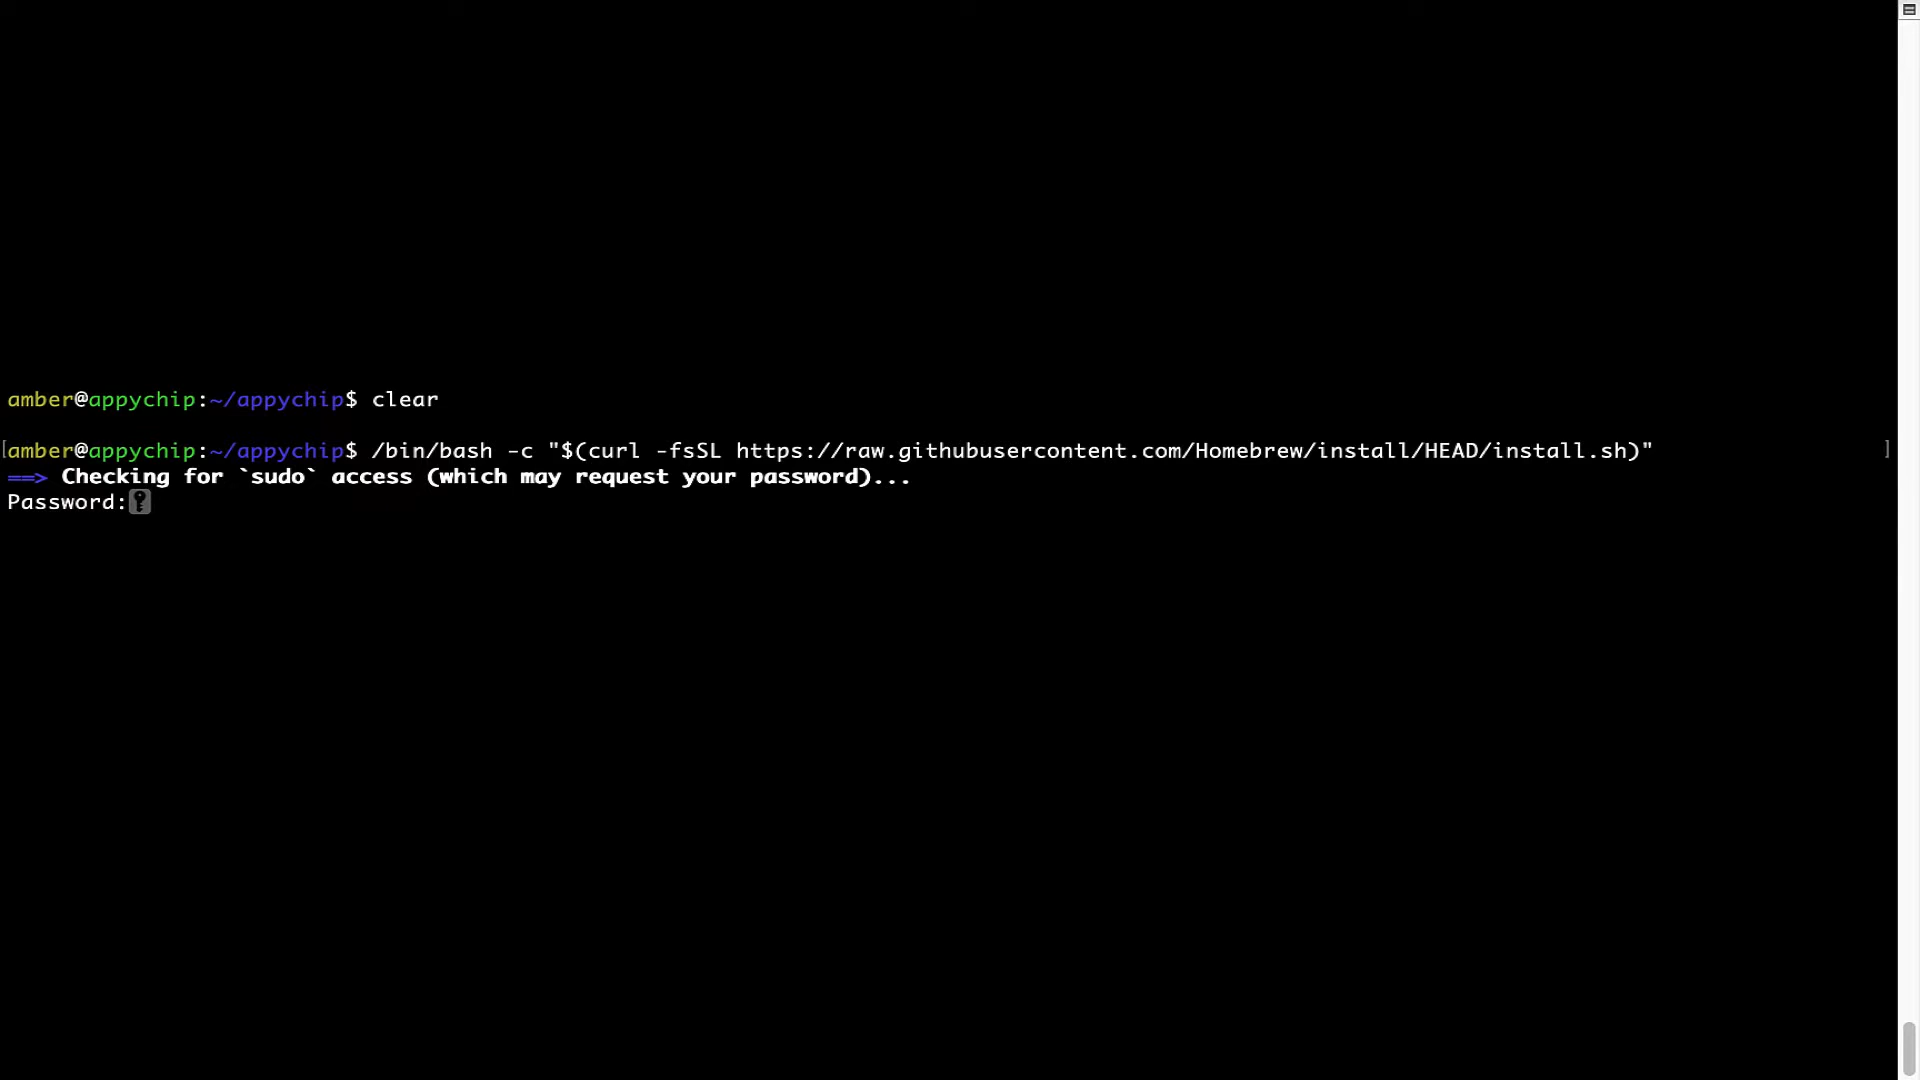 amber@appychip:~/appychip$ clear
[amber@appychip:~/appychip$ /bin/bash -c "$(curl -fsSL https://raw.githubusercontent.com/Homebrew/install/HEAD/install.sh)" ]
==> Checking for `sudo` access (which may request your password)...
Password: